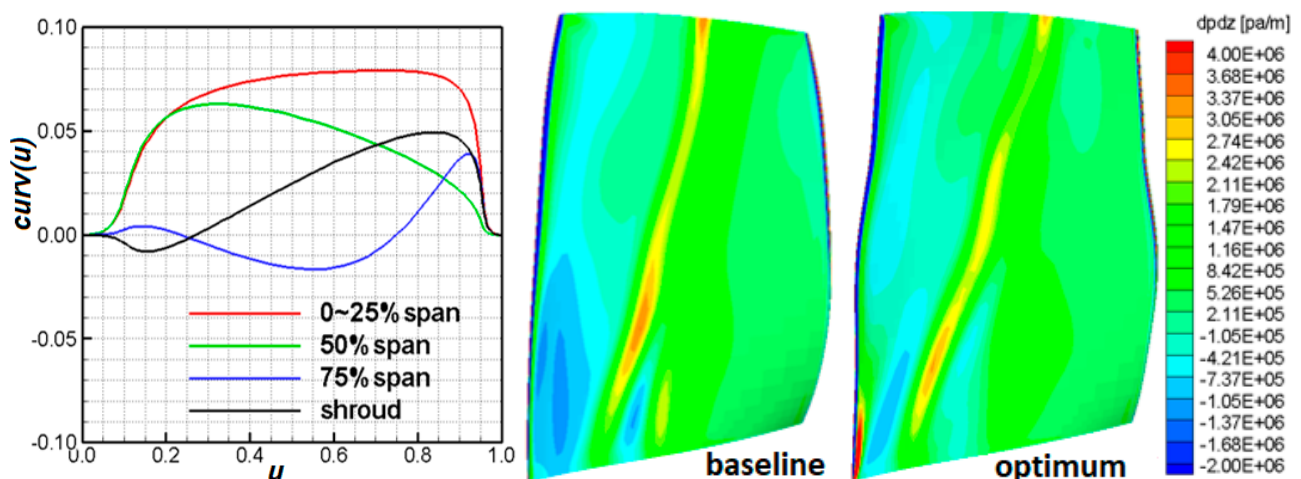 0.10
0.05
0.00
-0.05
-0.10
curv(u)
0~25% span
50% span
75% span
shroud
0.0
0.2
0.4
0.6
0.8
1.0
u
baseline
optimum
dpdz [pa/m]
4.00E+06
3.68E+06
3.37E+06
3.05E+06
2.74E+06
2.42E+06
2.11E+06
1.79E+06
1.47E+06
1.16E+06
8.42E+05
5.26E+05
2.11E+05
-1.05E+05
-4.21E+05
-7.37E+05
-1.05E+06
-1.37E+06
-1.68E+06
-2.00E+06